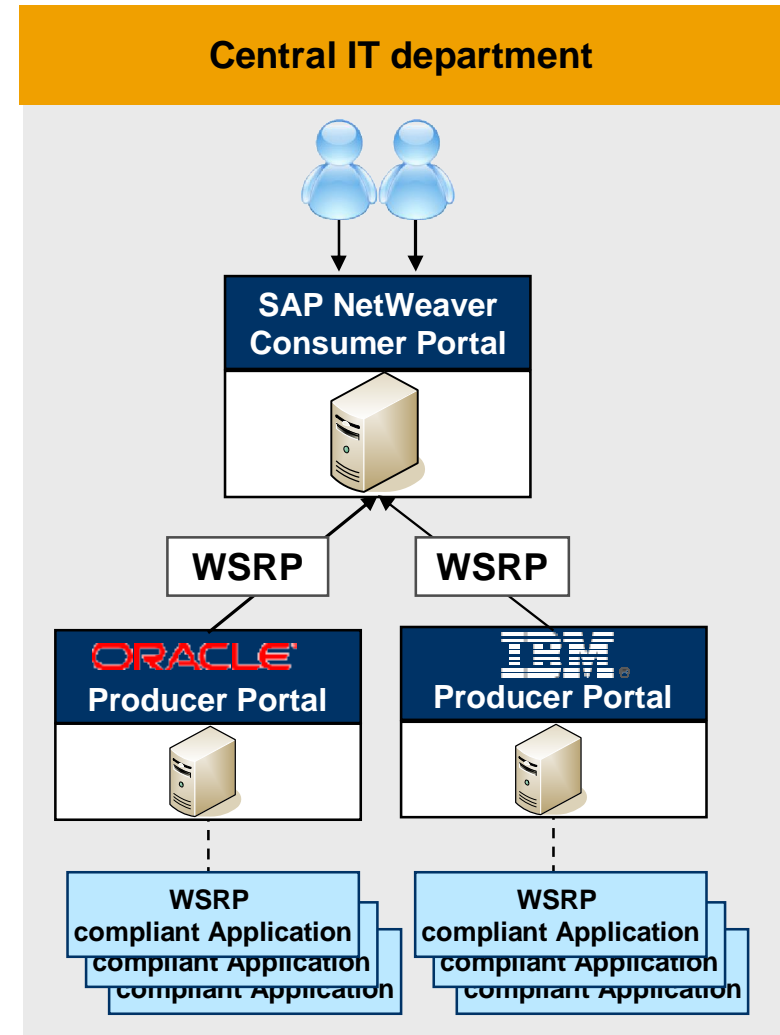 Central IT department
SAP NetWeaver
Consumer Portal
WSRP
WSRP
ORACLE
Producer Portal
IBM
Producer Portal
WSRP
compliant Application
compliant Application
compliant Application
WSRP
compliant Application
compliant Application
compliant Application